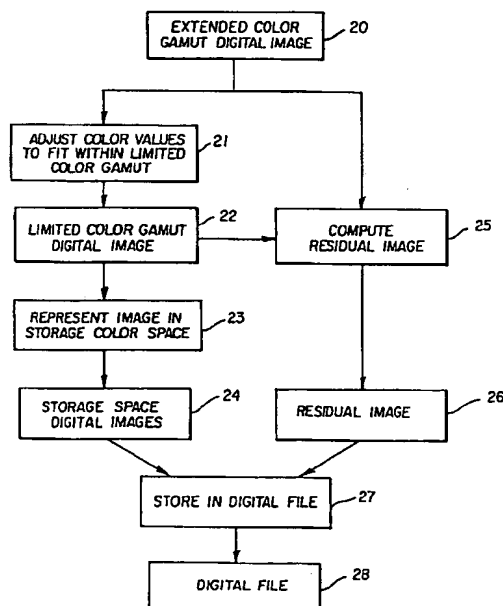 EXTENDED COLOR
GAMUT DIGITAL IMAGE
20
ADJUST COLOR VALUES
TO FIT WITHIN LIMITED
COLOR GAMUT
21
LIMITED COLOR GAMUT
DIGITAL IMAGE
22
COMPUTE
RESIDUAL IMAGE
25
REPRESENT IMAGE IN
STORAGE COLOR SPACE
23
STORAGE SPACE
DIGITAL IMAGES
24
RESIDUAL IMAGE
26
STORE IN DIGITAL FILE
27
DIGITAL FILE
28